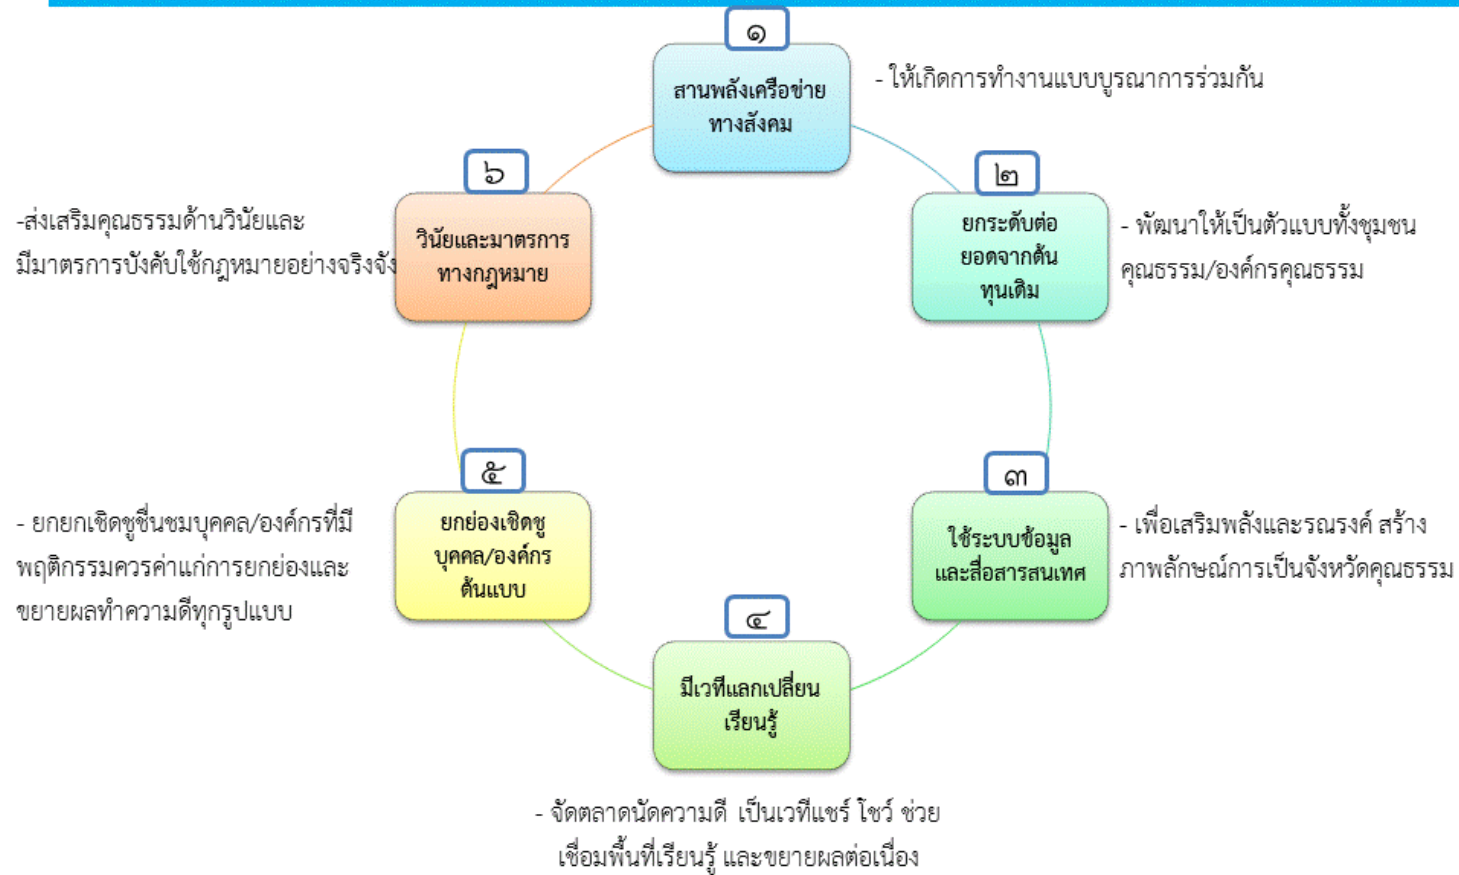 ๑
สานพลังเครือข่าย
ทางสังคม
- ให้เกิดการทำงานแบบบูรณาการร่วมกัน
๒
ยกระดับต่อ
ยอดจากต้น
ทุนเดิม
- พัฒนาให้เป็นตัวแบบทั้งชุมชน
คุณธรรม/องค์กรคุณธรรม
๓
ใช้ระบบข้อมูล
และสื่อสารสนเทศ
- เพื่อเสริมพลังและรณรงค์ สร้าง
ภาพลักษณ์การเป็นจังหวัดคุณธรรม
๔
มีเวทีแลกเปลี่ยน
เรียนรู้
- จัดตลาดนัดความดี เป็นเวทีแชร์ โชว์ ช่วย
เชื่อมพื้นที่เรียนรู้ และขยายผลต่อเนื่อง
๕
ยกย่องเชิดชู
บุคคล/องค์กร
ต้นแบบ
- ยกยกเชิดชูชื่นชมบุคคล/องค์กรที่มี
พฤติกรรมควรค่าแก่การยกย่องและ
ขยายผลทำความดีทุกรูปแบบ
๖
วินัยและมาตรการ
ทางกฎหมาย
-ส่งเสริมคุณธรรมด้านวินัยและ
มีมาตรการบังคับใช้กฎหมายอย่างจริงจัง